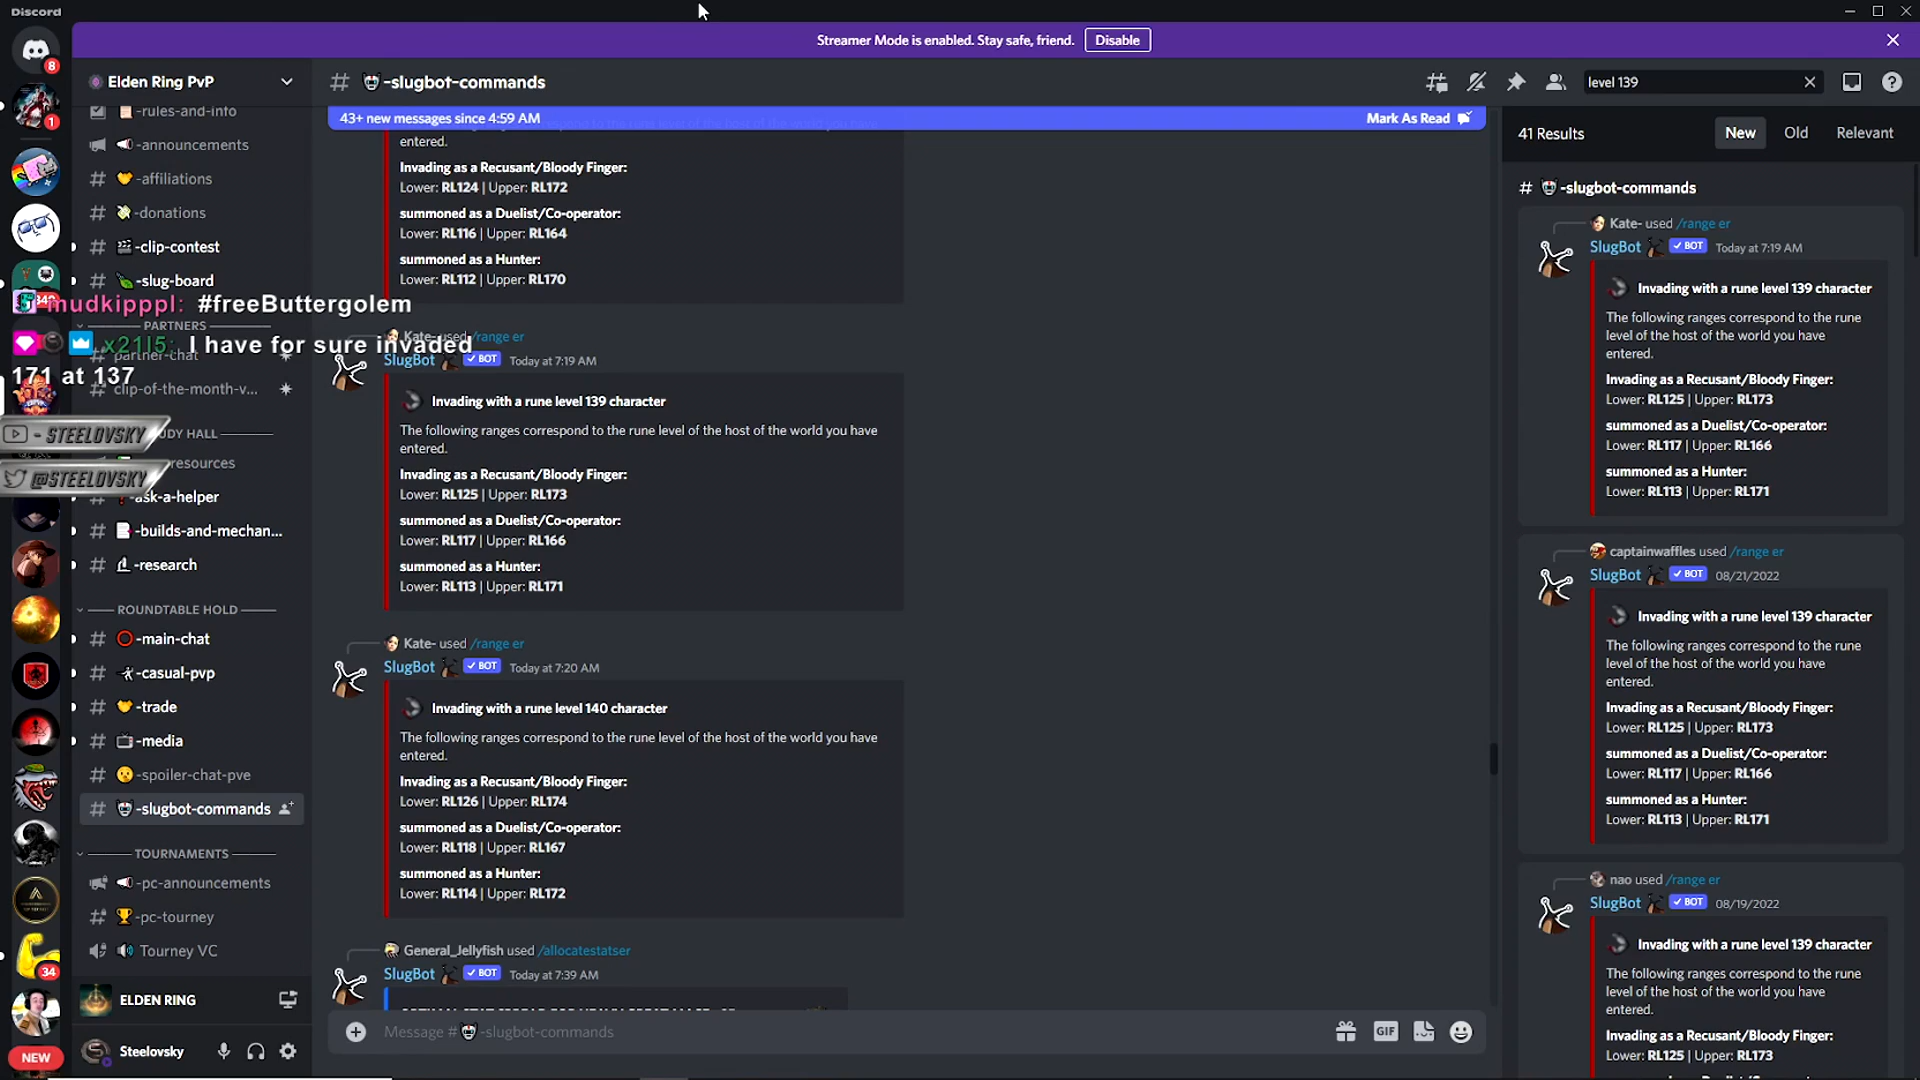 Discord
Streamer Mode is enabled. Stay safe, friend.
Disable
8
1
349
34
NEW
Elden Ring PvP
-rules-and-info
-announcements
-affiliations
-donations
-clip-contest
-slug-board
PARTNERS
partner-chat
clip-of-the-month-v...
-resources
-ask-a-helper
-builds-and-mechan...
-research
ROUNDTABLE HOLD
-main-chat
-casual-pvp
-trade
-media
-spoiler-chat-pve
-slugbot-commands
TOURNAMENTS
-pc-announcements
-pc-tourney
Tourney VC
ELDEN RING
Steelovsky
mudkipppl: #freeButtergolem
x21l5: I have for sure invaded
171 at 137
- STEELOVSKY
@STEELOVSKY
# -slugbot-commands
level 139
43+ new messages since 4:59 AM
Mark As Read
entered.
Invading as a Recusant/Bloody Finger:
Lower: RL124 | Upper: RL172
summoned as a Duelist/Co-operator:
Lower: RL116 | Upper: RL164
summoned as a Hunter:
Lower: RL112 | Upper: RL170
Kate- used /range er
SlugBot BOT Today at 7:19 AM
Invading with a rune level 139 character
The following ranges correspond to the rune level of the host of the world you have
entered.
Invading as a Recusant/Bloody Finger:
Lower: RL125 | Upper: RL173
summoned as a Duelist/Co-operator:
Lower: RL117 | Upper: RL166
summoned as a Hunter:
Lower: RL113 | Upper: RL171
Kate- used /range er
SlugBot BOT Today at 7:20 AM
Invading with a rune level 140 character
The following ranges correspond to the rune level of the host of the world you have
entered.
Invading as a Recusant/Bloody Finger:
Lower: RL126 | Upper: RL174
summoned as a Duelist/Co-operator:
Lower: RL118 | Upper: RL167
summoned as a Hunter:
Lower: RL114 | Upper: RL172
General_Jellyfish used /allocatestatser
SlugBot BOT Today at 7:39 AM
Message # -slugbot-commands
GIF
41 Results
New
Old
Relevant
# -slugbot-commands
Kate- used /range er
SlugBot BOT Today at 7:19 AM
Invading with a rune level 139 character
The following ranges correspond to the rune
level of the host of the world you have
entered.
Invading as a Recusant/Bloody Finger:
Lower: RL125 | Upper: RL173
summoned as a Duelist/Co-operator:
Lower: RL117 | Upper: RL166
summoned as a Hunter:
Lower: RL113 | Upper: RL171
captainwaffles used /range er
SlugBot BOT 08/21/2022
Invading with a rune level 139 character
The following ranges correspond to the rune
level of the host of the world you have
entered.
Invading as a Recusant/Bloody Finger:
Lower: RL125 | Upper: RL173
summoned as a Duelist/Co-operator:
Lower: RL117 | Upper: RL166
summoned as a Hunter:
Lower: RL113 | Upper: RL171
nao used /range er
SlugBot BOT 08/19/2022
Invading with a rune level 139 character
The following ranges correspond to the rune
level of the host of the world you have
entered.
Invading as a Recusant/Bloody Finger:
Lower: RL125 | Upper: RL173